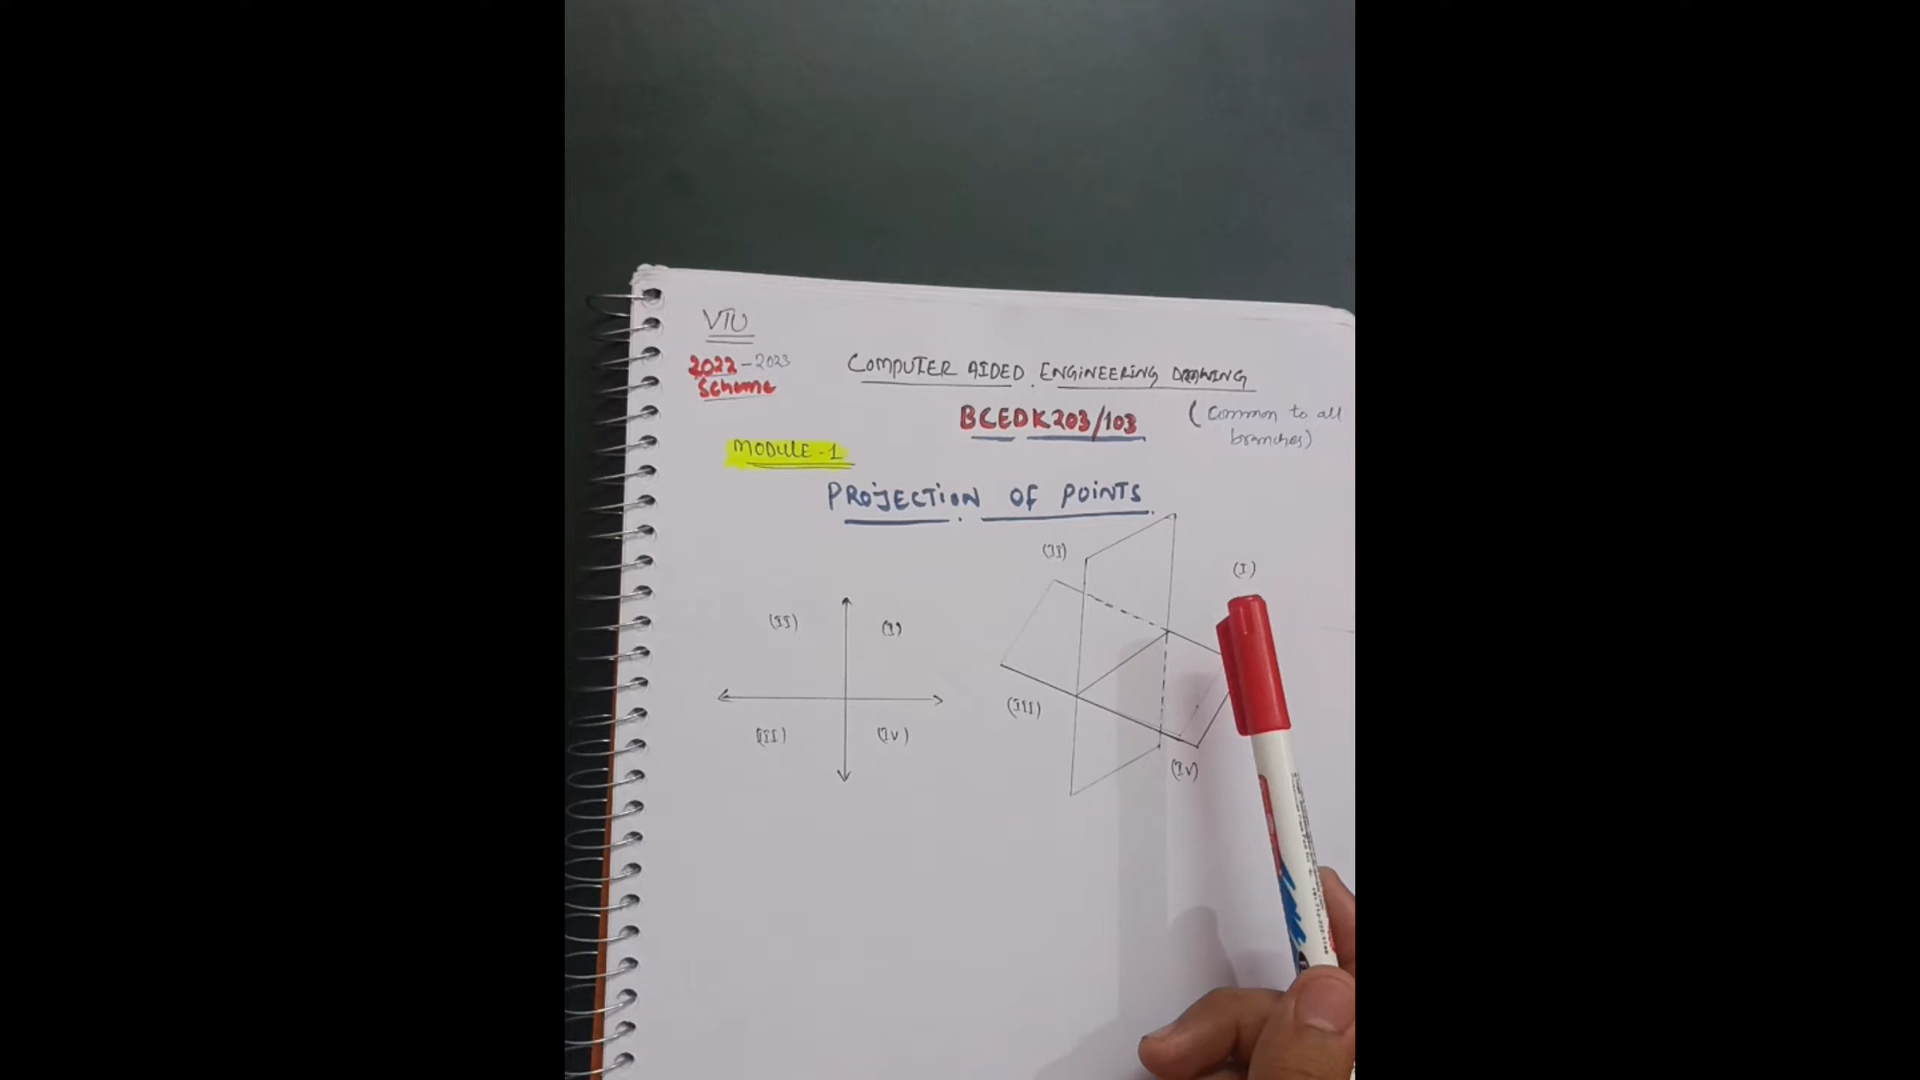 VTU
2022-2023
Scheme
COMPUTER AIDED ENGINEERING DRAWING
BCEDK203/103
(Common to all
branches)
MODULE-1
PROJECTION OF POINTS
(II)
(I)
(II)
(I)
(III)
(III)
(IV)
(IV)